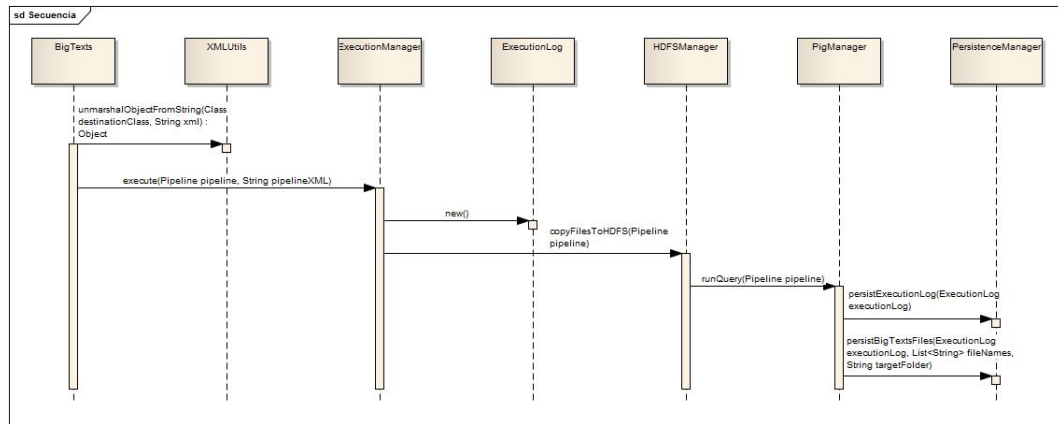 sd Secuencia
BigTexts
XMLUtils
ExecutionManager
ExecutionLog
HDFSManager
PigManager
PersistenceManager
unmarshalObjectFromString(Class
destinationClass, String xml) :
Object
execute(Pipeline pipeline, String pipelineXML)
new()
copyFilesToHDFS(Pipeline
pipeline)
runQuery(Pipeline pipeline)
persistExecutionLog(ExecutionLog
executionLog)
persistBigTextsFiles(ExecutionLog
executionLog, List<String> fileNames,
String targetFolder)